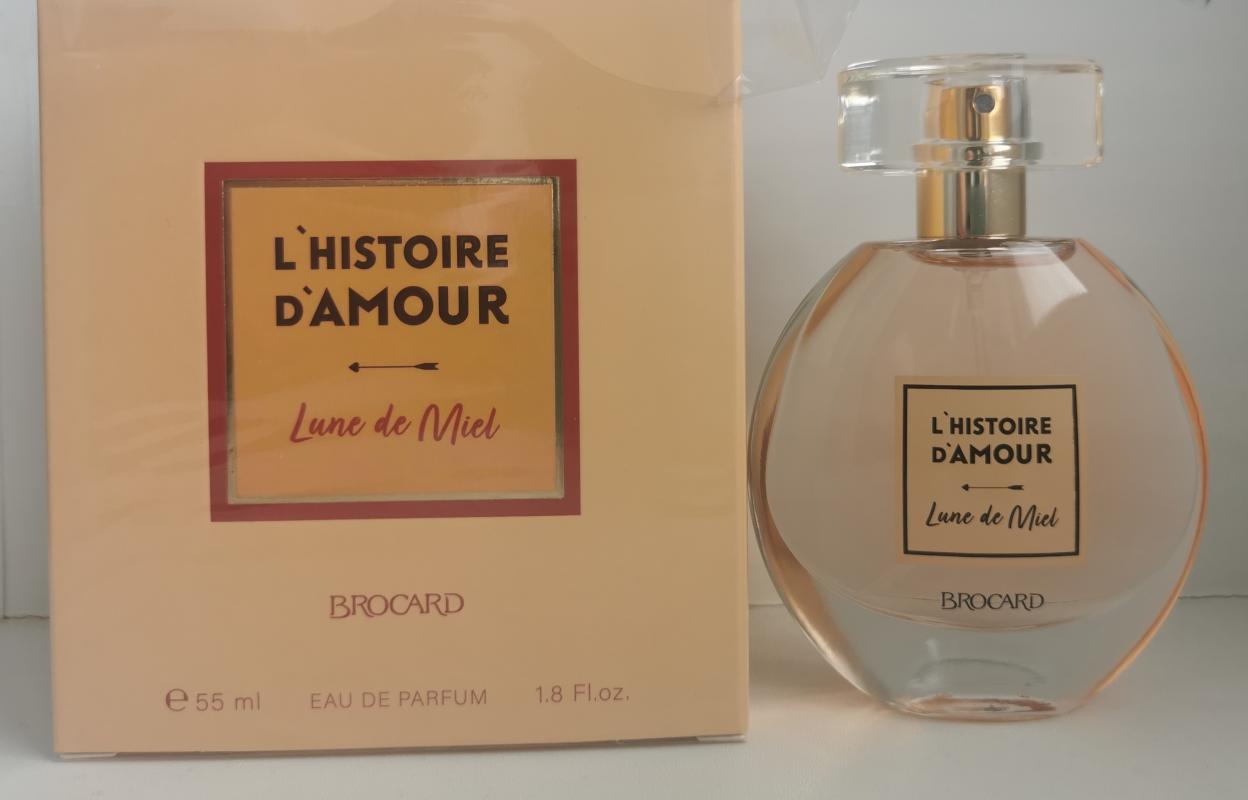 L`HISTOIRE
D`AMOUR
Lune de Miel
BROCARD
℮ 55 ml EAU DE PARFUM 1.8 Fl.oz.
L`HISTOIRE
D`AMOUR
Lune de Miel
BROCARD